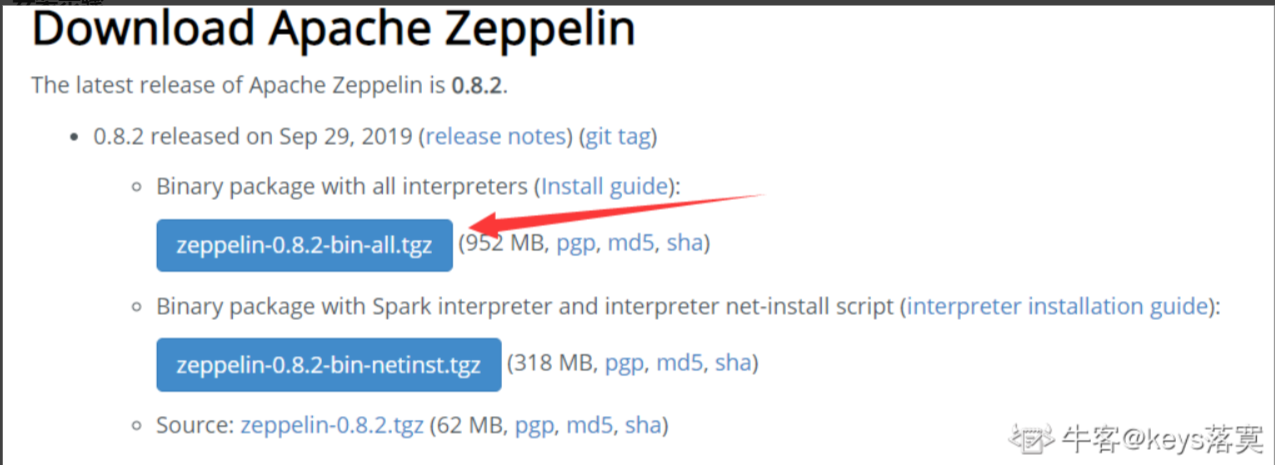 Download Apache Zeppelin
The latest release of Apache Zeppelin is 0.8.2.
• 0.8.2 released on Sep 29, 2019 (release notes) (git tag)
◦ Binary package with all interpreters (Install guide):
zeppelin-0.8.2-bin-all.tgz (952 MB, pgp, md5, sha)
◦ Binary package with Spark interpreter and interpreter net-install script (interpreter installation guide):
zeppelin-0.8.2-bin-netinst.tgz (318 MB, pgp, md5, sha)
◦ Source: zeppelin-0.8.2.tgz (62 MB, pgp, md5, sha)
牛客@keys落寞